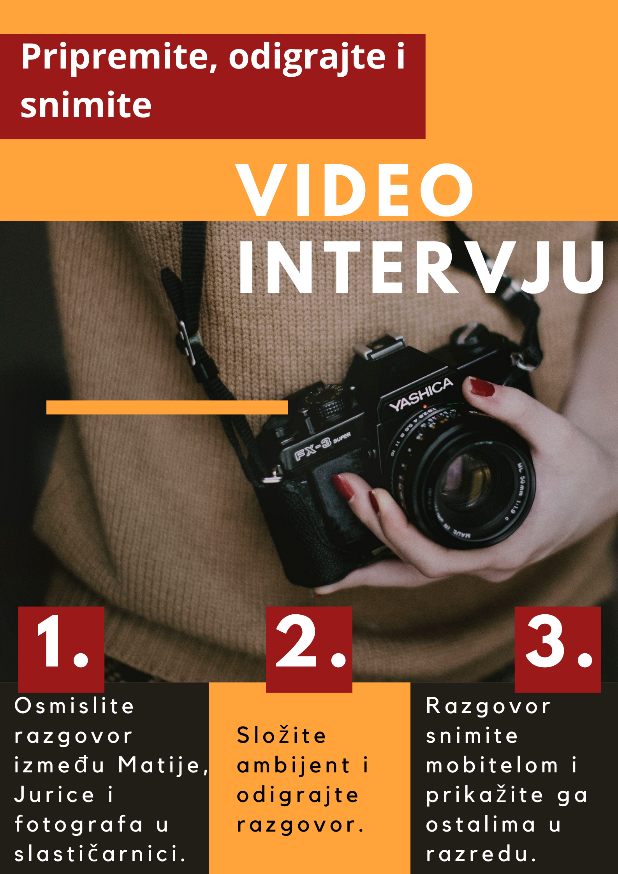 Pripremite, odigrajte i
snimite
VIDEO
INTERVJU
YASHICA
FX-3 SUPER
1.
Osmislite
razgovor
između Matije,
Jurice i
fotografa u
slastičarnici.
2.
Složite
ambijent i
odigrajte
razgovor.
3.
Razgovor
snimite
mobitelom i
prikažite ga
ostalima u
razredu.